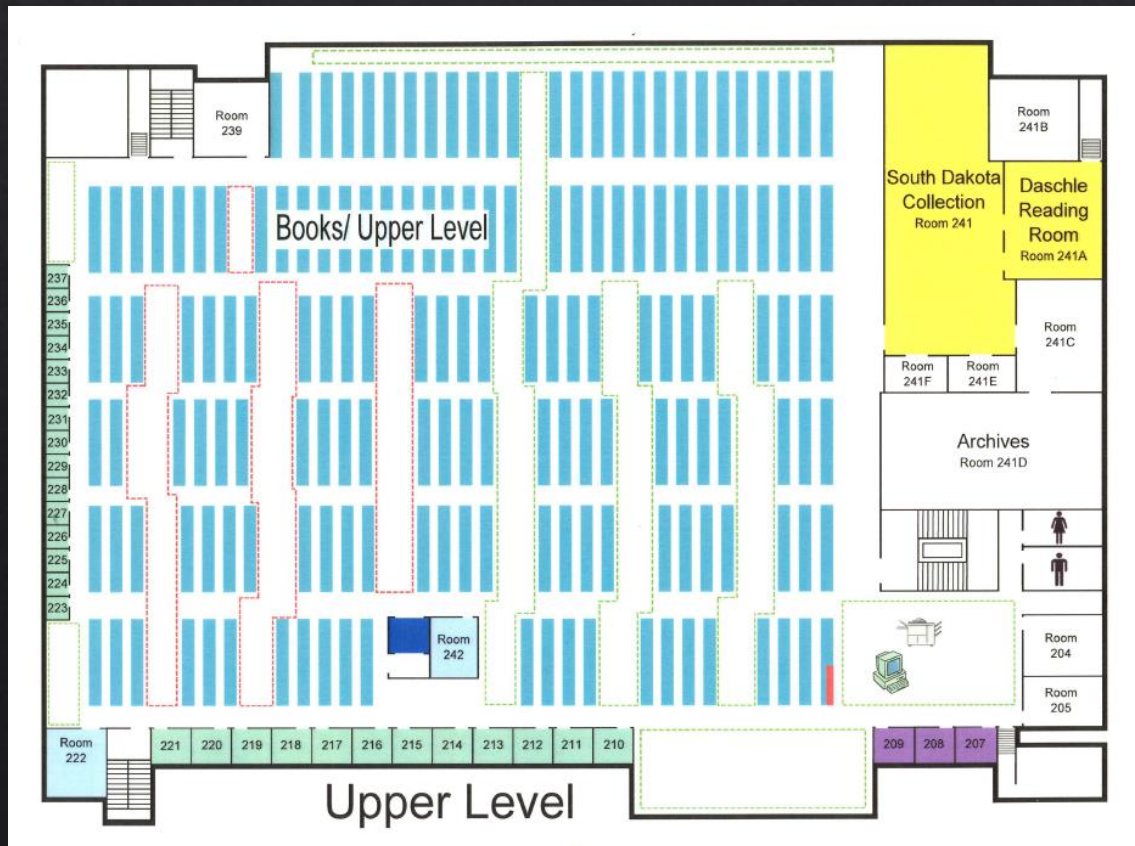 Room
239
Room
241B
South Dakota
Collection
Room 241
Daschle
Reading
Room
Room 241A
Books/ Upper Level
237
236
235
234
233
232
231
230
229
228
227
226
225
224
223
Room
241C
Room
241F
Room
241E
Archives
Room 241D
Room
242
Room
204
Room
205
Room
222
221
220
219
218
217
216
215
214
213
212
211
210
209
208
207
Upper Level